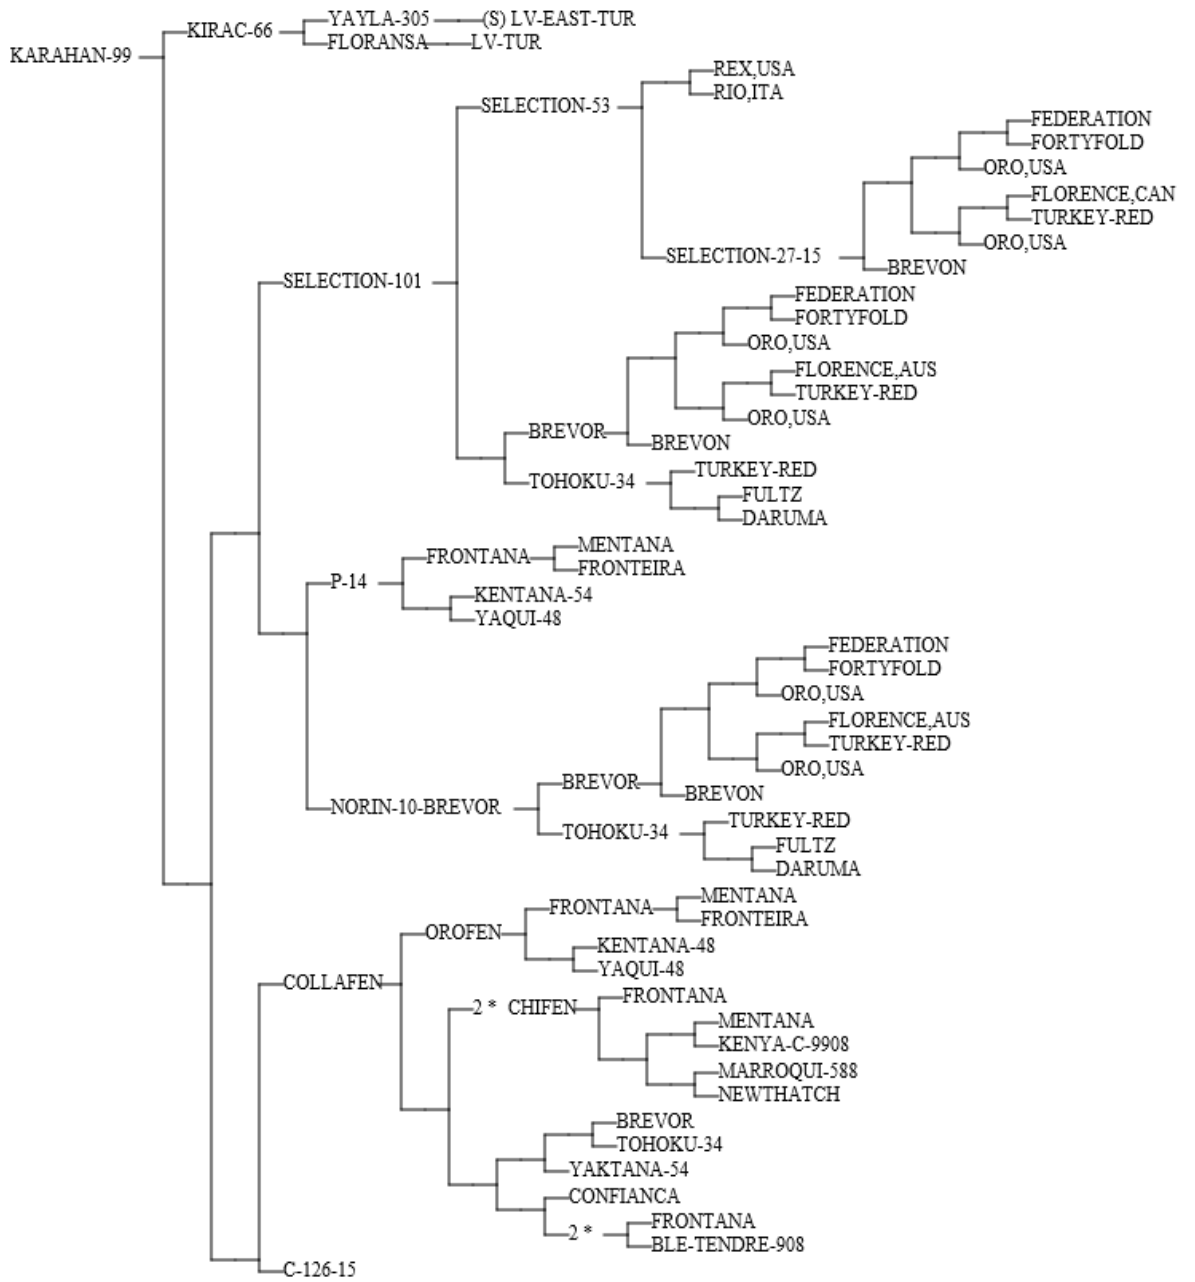 YAYLA-305 (S) LV-EAST-TUR
KIRAC-66
FLORANSA LV-TUR
KARAHAN-99
REX,USA
RIO,ITA
SELECTION-53
FEDERATION
FORTYFOLD
ORO,USA
FLORENCE,CAN
TURKEY-RED
ORO,USA
SELECTION-27-15
BREVON
SELECTION-101
FEDERATION
FORTYFOLD
ORO,USA
FLORENCE,AUS
TURKEY-RED
ORO,USA
BREVOR
BREVON
TURKEY-RED
TOHOKU-34
FULTZ
DARUMA
MENTANA
FRONTANA
FRONTEIRA
P-14
KENTANA-54
YAQUI-48
FEDERATION
FORTYFOLD
ORO,USA
FLORENCE,AUS
TURKEY-RED
ORO,USA
BREVOR
BREVON
NORIN-10-BREVOR
TURKEY-RED
TOHOKU-34
FULTZ
DARUMA
MENTANA
FRONTANA
FRONTEIRA
OROFEN
KENTANA-48
YAQUI-48
COLLAFEN
FRONTANA
2 * CHIFEN
MENTANA
KENYA-C-9908
MARROQUI-588
NEWTHATCH
BREVOR
TOHOKU-34
YAKTANA-54
CONFIANCA
FRONTANA
2 *
BLE-TENDRE-908
C-126-15